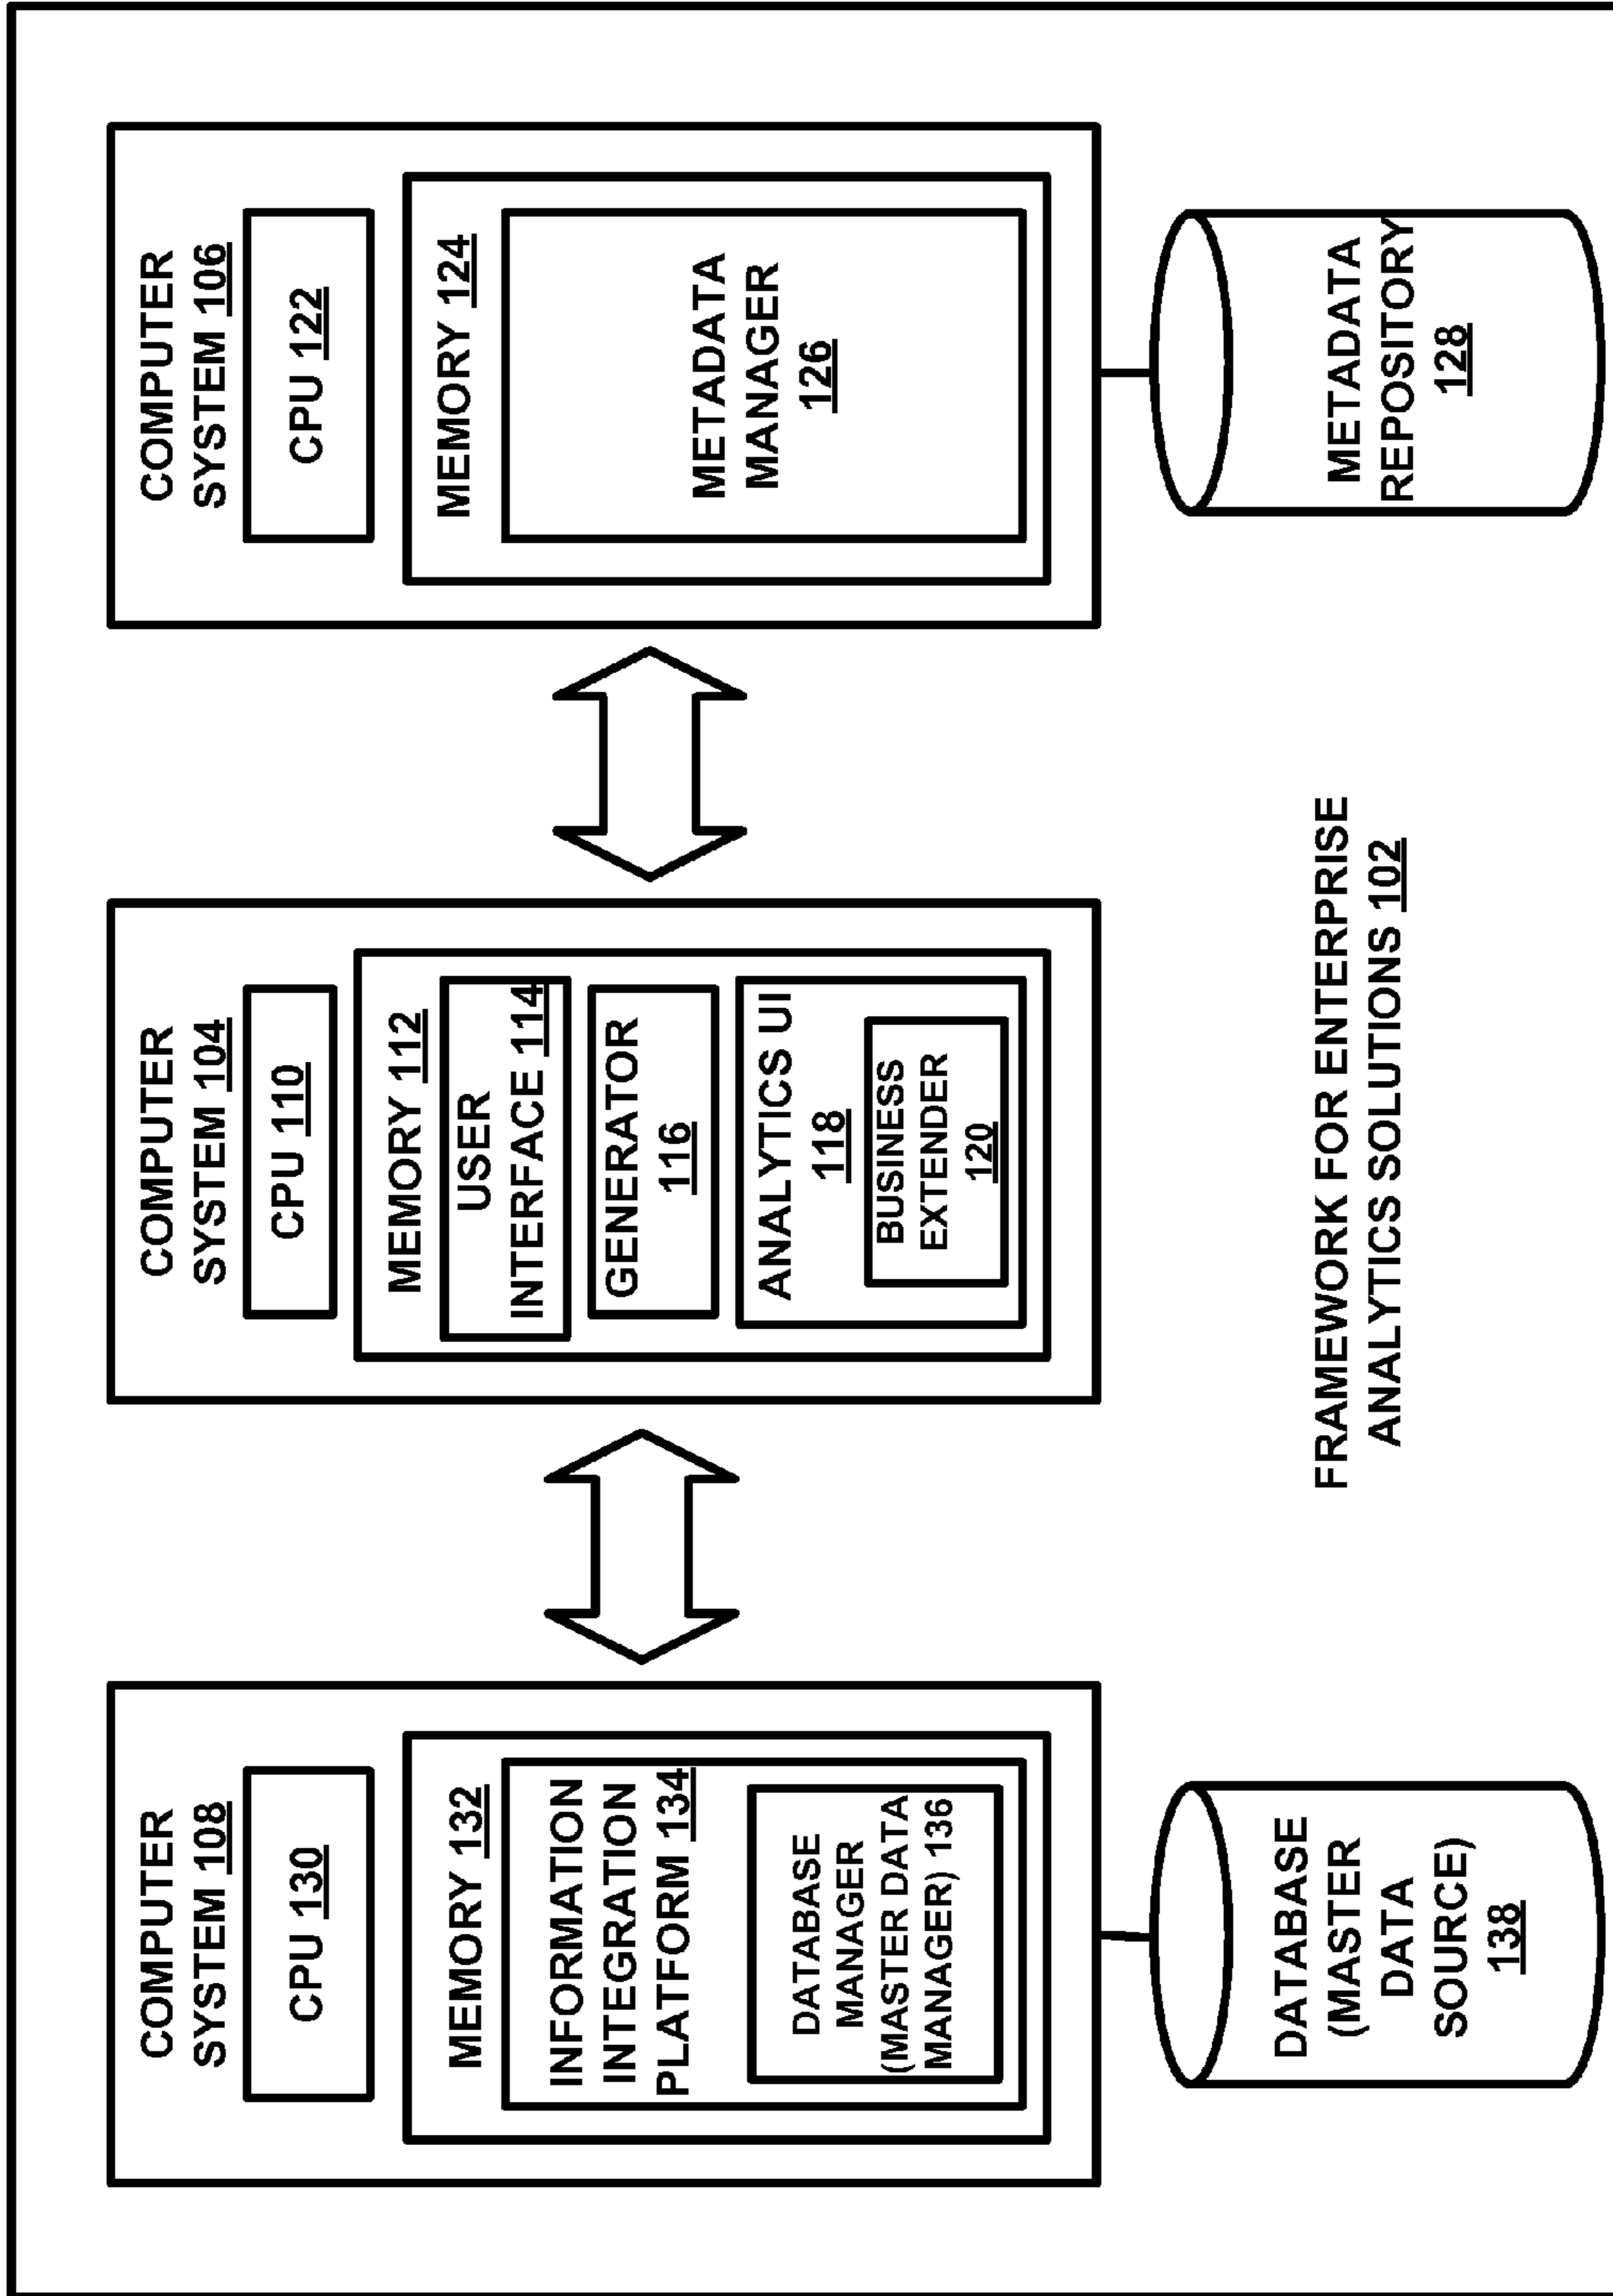 COMPUTER
SYSTEM 108
CPU 130
MEMORY 132
INFORMATION
INTEGRATION
PLATFORM 134
DATABASE
MANAGER
(MASTER DATA
MANAGER) 136
DATABASE
(MASTER
DATA
SOURCE)
138
COMPUTER
SYSTEM 104
CPU 110
MEMORY 112
USER
INTERFACE 114
GENERATOR
116
ANALYTICS UI
118
BUSINESS
EXTENDER
120
COMPUTER
SYSTEM 106
CPU 122
MEMORY 124
METADATA
MANAGER
126
METADATA
REPOSITORY
128
FRAMEWORK FOR ENTERPRISE
ANALYTICS SOLUTIONS 102